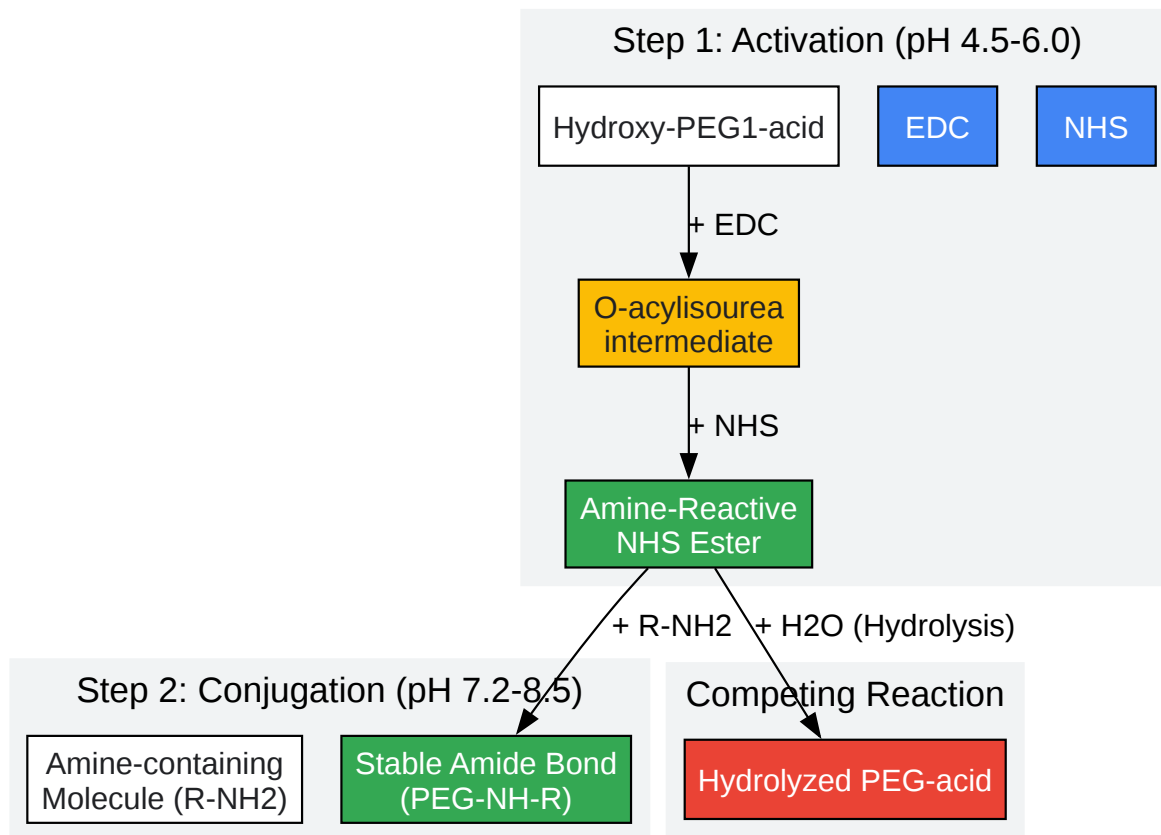 Step 1: Activation (pH 4.5-6.0)
Hydroxy-PEG1-acid
EDC
NHS
+ EDC
O-acylisourea
intermediate
+ NHS
Amine-Reactive
NHS Ester
+ R-NH2
+ H2O (Hydrolysis)
Step 2: Conjugation (pH 7.2-8.5)
Competing Reaction
Amine-containing
Molecule (R-NH2)
Stable Amide Bond
(PEG-NH-R)
Hydrolyzed PEG-acid